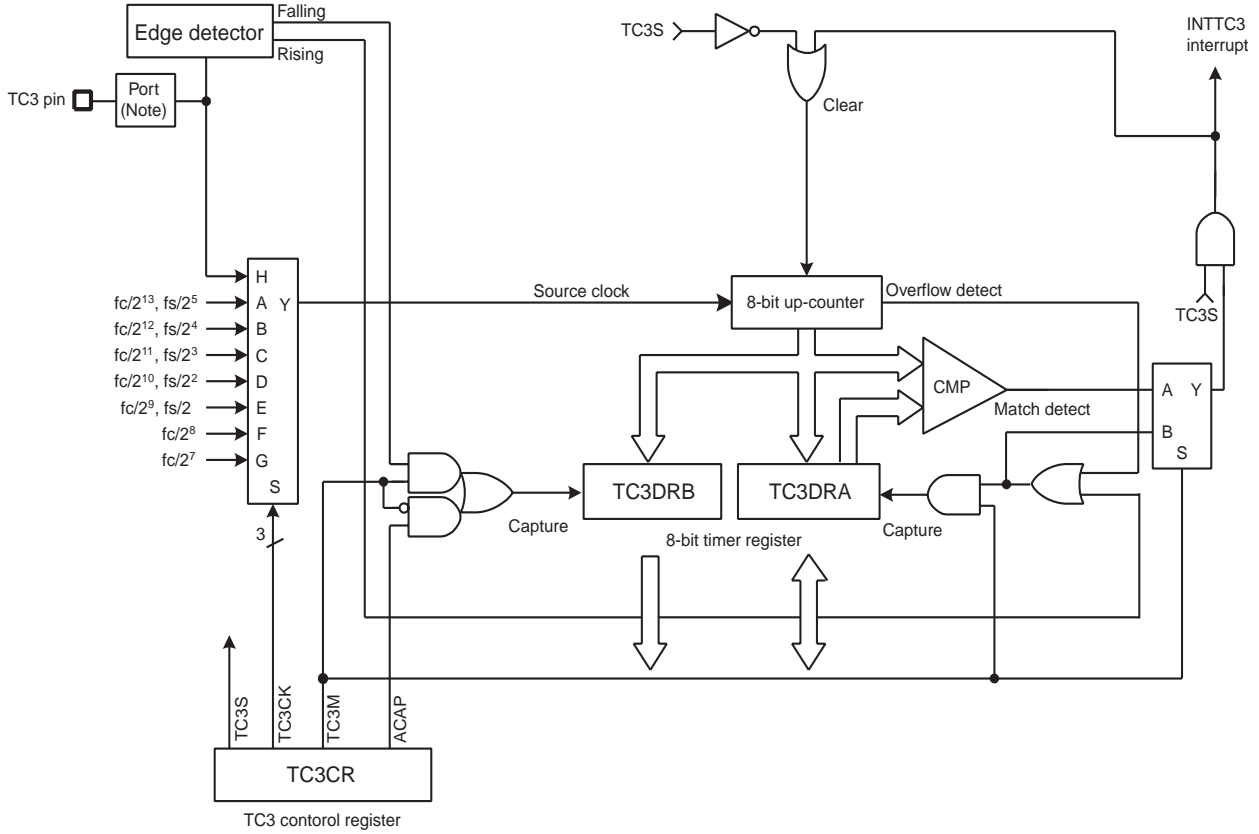 Falling
Edge detector
Rising
TC3 pin
Port
(Note)
TC3S
Clear
INTTC3
interrupt
H
fc/2¹³, fs/2⁵
A
Y
fc/2¹², fs/2⁴
B
fc/2¹¹, fs/2³
C
fc/2¹⁰, fs/2²
D
fc/2⁹, fs/2
E
fc/2⁸
F
fc/2⁷
G
S
3
Source clock
8-bit up-counter
Overflow detect
TC3S
CMP
Match detect
A
Y
B
S
TC3DRB
TC3DRA
Capture
Capture
8-bit timer register
TC3S
TC3CK
TC3M
ACAP
TC3CR
TC3 contorol register